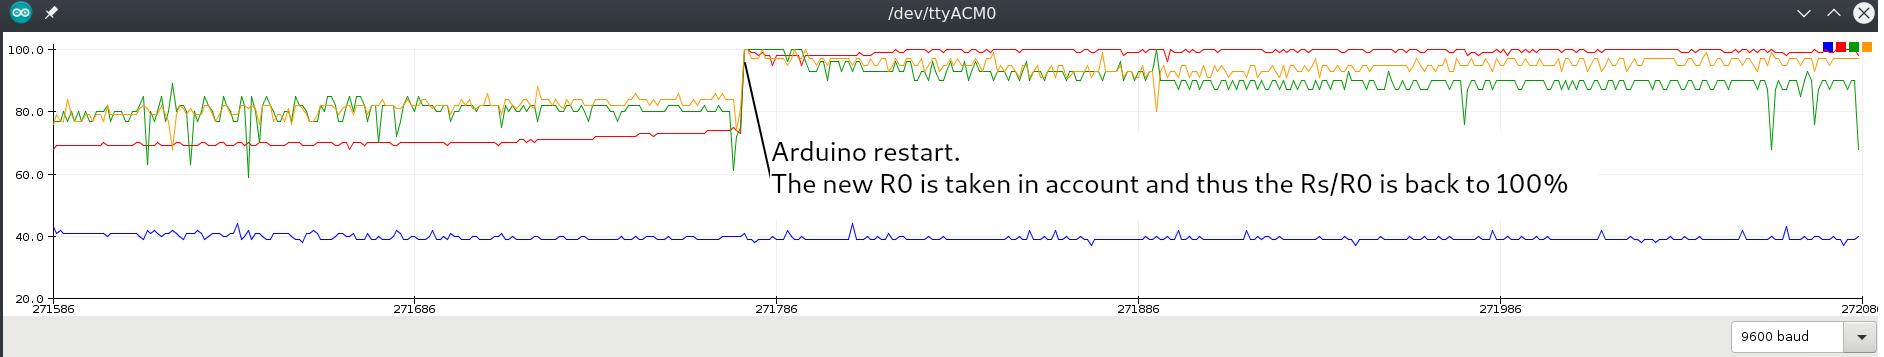 /dev/ttyACM0
100.0
80.0
60.0
40.0
20.0
Arduino restart.
The new R0 is taken in account and thus the Rs/R0 is back to 100%
271586 271686 271786 271886 271986 272086
9600 baud